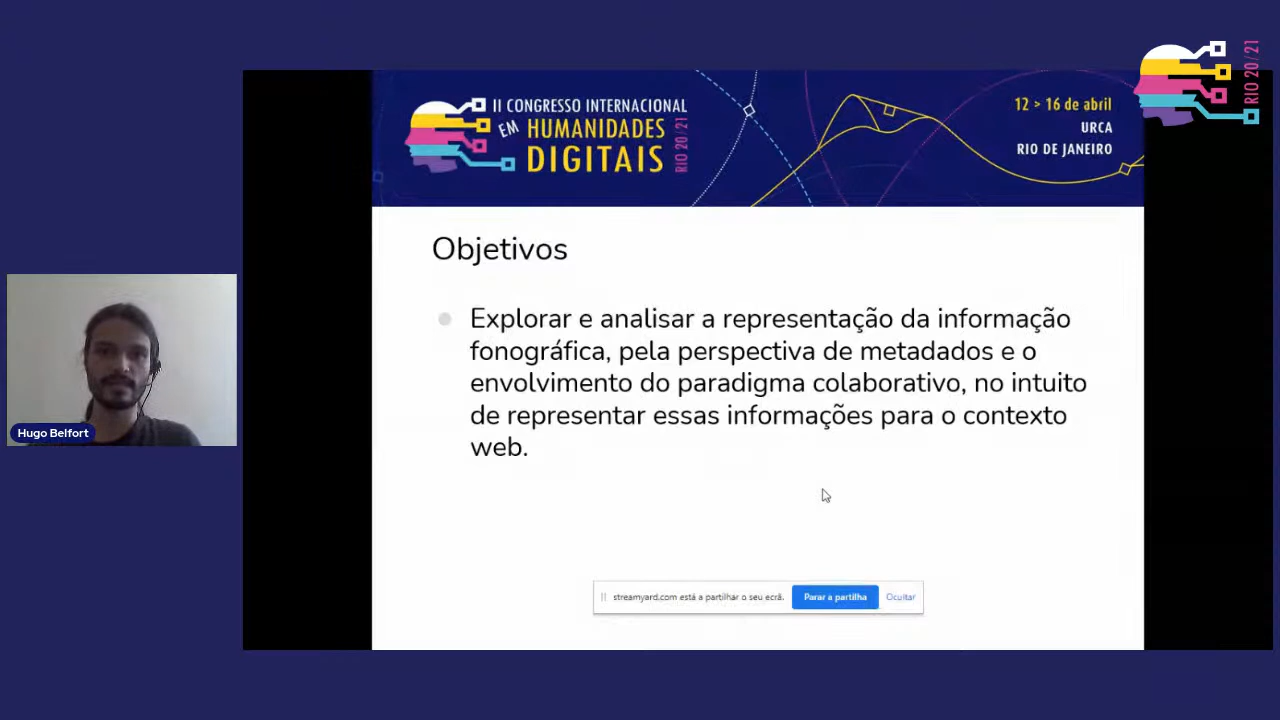 II CONGRESSO INTERNACIONAL
EM HUMANIDADES
DIGITAIS
RIO 20/21
12 > 16 de abril
URCA
RIO DE JANEIRO
RIO 20/21
Objetivos
Explorar e analisar a representação da informação
fonográfica, pela perspectiva de metadados e o
envolvimento do paradigma colaborativo, no intuito
de representar essas informações para o contexto
web.
Hugo Belfort
streamyard.com está a partilhar o seu ecrã. Parar a partilha Ocultar